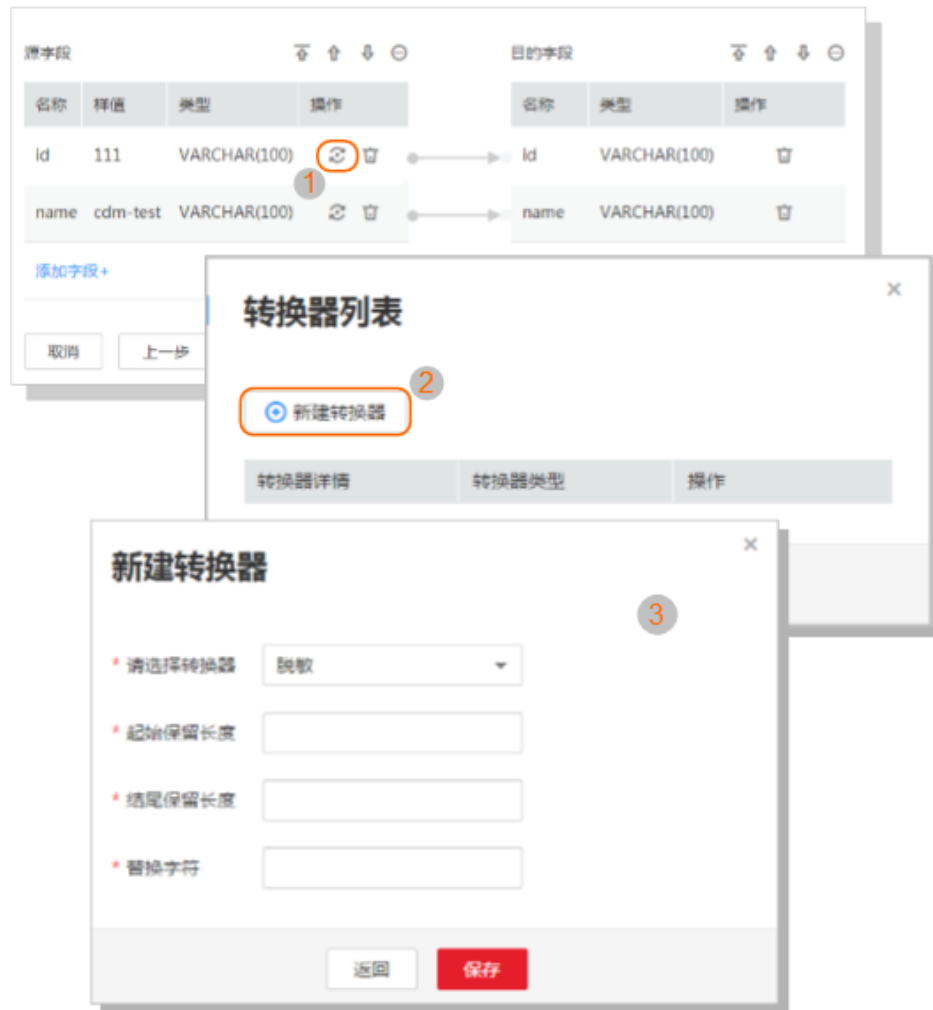 源字段 目的字段
名称 样值 类型 操作 名称 类型 操作
id 111 VARCHAR(100) id VARCHAR(100)
1
name cdm-test VARCHAR(100) name VARCHAR(100)
添加字段+
取消 上一步
转换器列表
2
新建转换器
转换器详情 转换器类型 操作
新建转换器
3
* 请选择转换器 脱敏
* 起始保留长度
* 结尾保留长度
* 替换字符
返回 保存